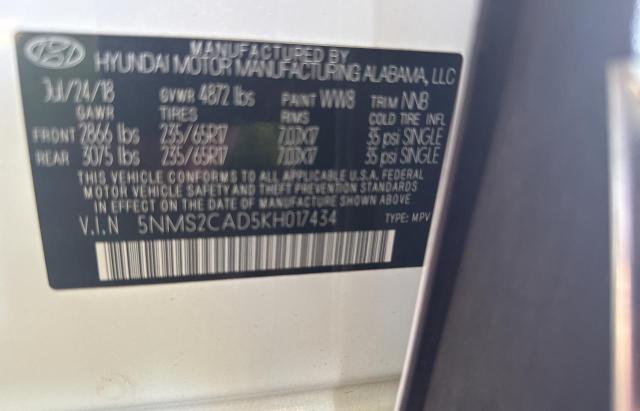 MANUFACTURED BY
HYUNDAI MOTOR MANUFACTURING ALABAMA, LLC
Jul/24/18 GVWR 4872 lbs PAINT WW8 TRIM NNB
GAWR TIRES RIMS COLD TIRE INFL
FRONT 2866 lbs 235/65R17 7.0JX17 35 psi SINGLE
REAR 3075 lbs 235/65R17 7.0JX17 35 psi SINGLE
THIS VEHICLE CONFORMS TO ALL APPLICABLE U.S.A FEDERAL
MOTOR VEHICLE SAFETY AND THEFT PREVENTION STANDARDS
IN EFFECT ON THE DATE OF MANUFACTURE SHOWN ABOVE.
V.I.N 5NMS2CAD5KH017434 TYPE: MPV